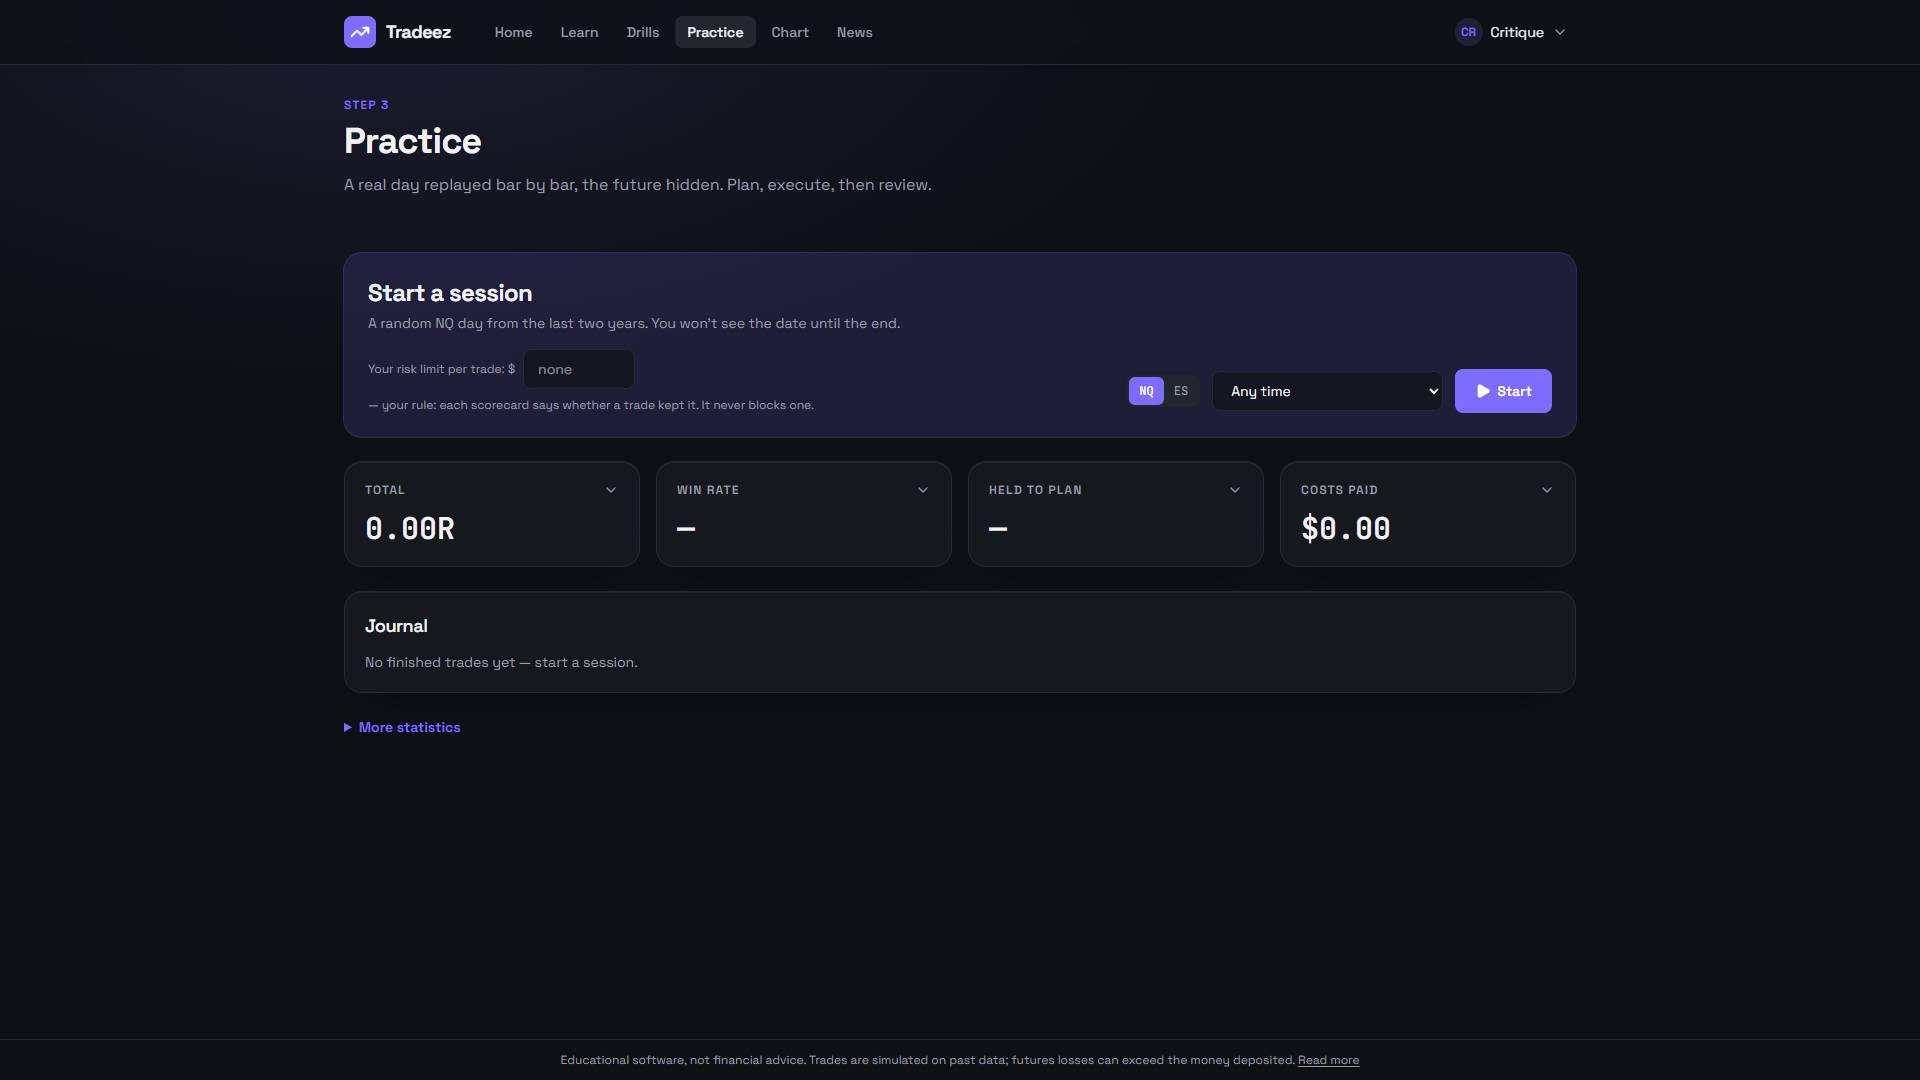 Tradeez
Home
Learn
Drills
Practice
Chart
News
CR
Critique
STEP 3
Practice
A real day replayed bar by bar, the future hidden. Plan, execute, then review.
Start a session
A random NQ day from the last two years. You won't see the date until the end.
Your risk limit per trade: $
none
— your rule: each scorecard says whether a trade kept it. It never blocks one.
NQ
ES
Any time
Start
TOTAL
0.00R
WIN RATE
—
HELD TO PLAN
—
COSTS PAID
$0.00
Journal
No finished trades yet — start a session.
More statistics
Educational software, not financial advice. Trades are simulated on past data; futures losses can exceed the money deposited. Read more